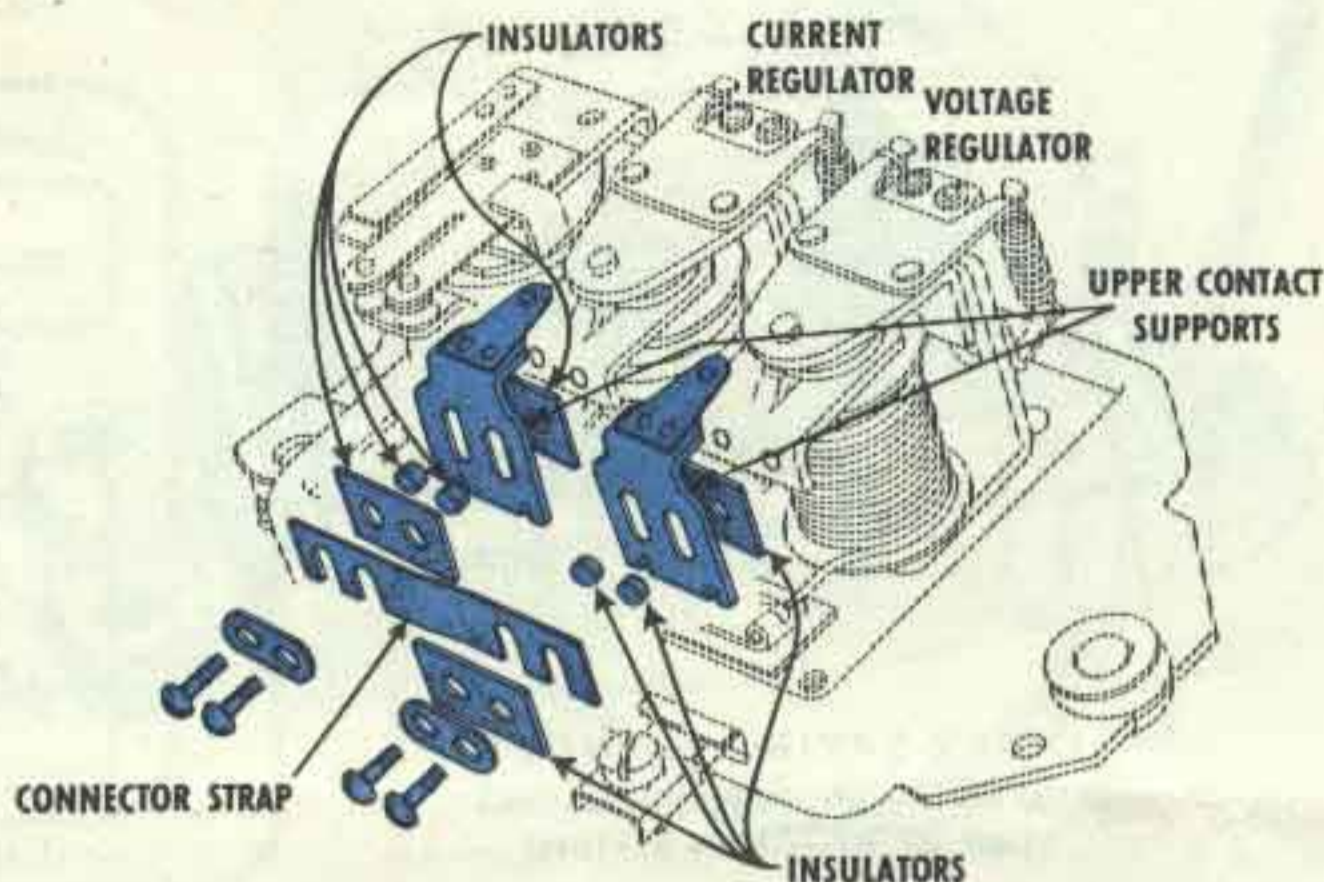 INSULATORS
CURRENT
REGULATOR
VOLTAGE
REGULATOR
UPPER CONTACT
SUPPORTS
CONNECTOR STRAP
INSULATORS